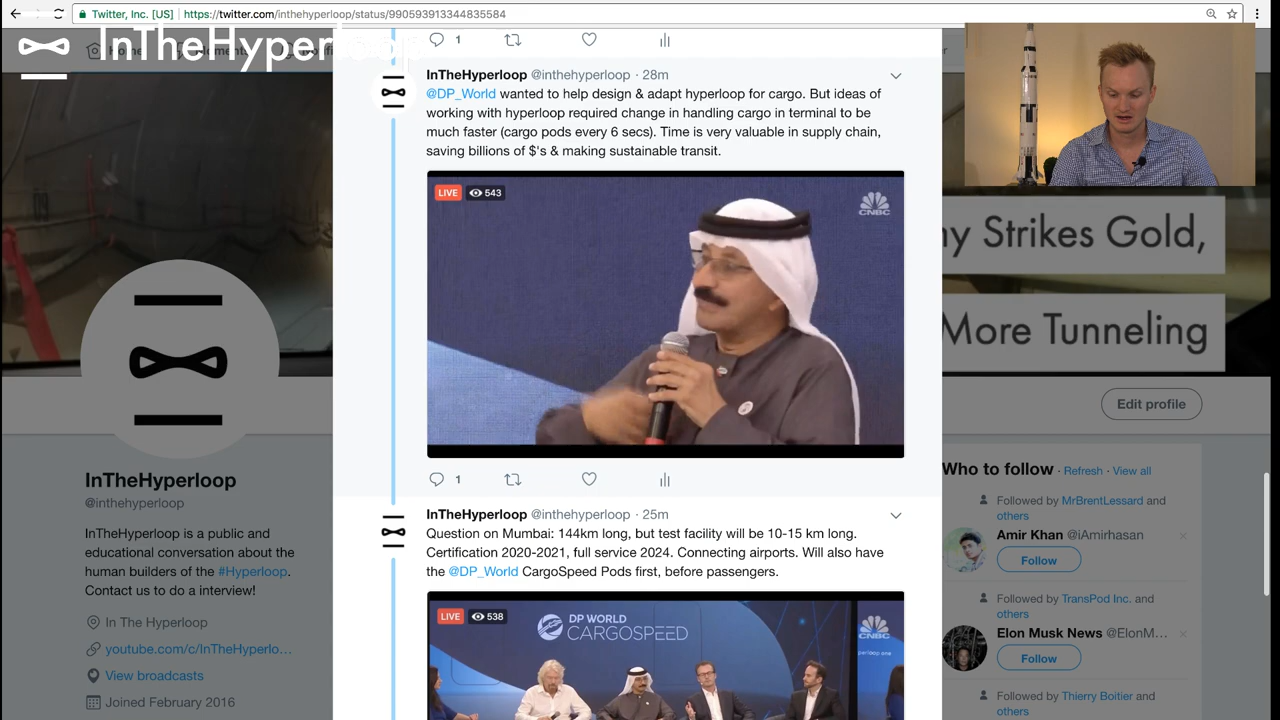 Twitter, Inc. [US]
https://twitter.com/inthehyperloop/status/990593913344835584
InTheHyperloop
1
InTheHyperloop @inthehyperloop · 28m
@DP_World wanted to help design & adapt hyperloop for cargo. But ideas of
working with hyperloop required change in handling cargo in terminal to be
much faster (cargo pods every 6 secs). Time is very valuable in supply chain,
saving billions of $'s & making sustainable transit.
LIVE 543
CNBC
1
InTheHyperloop @inthehyperloop · 25m
Question on Mumbai: 144km long, but test facility will be 10-15 km long.
Certification 2020-2021, full service 2024. Connecting airports. Will also have
the @DP_World CargoSpeed Pods first, before passengers.
LIVE 538
DP WORLD
CARGOSPEED
CNBC
InTheHyperloop
@inthehyperloop
InTheHyperloop is a public and
educational conversation about the
human builders of the #Hyperloop.
Contact us to do a interview!
In The Hyperloop
youtube.com/c/InTheHyperlo…
View broadcasts
Joined February 2016
ny Strikes Gold,
More Tunneling
Edit profile
Who to follow · Refresh · View all
Followed by MrBrentLessard and
others
Amir Khan @iAmirhasan
Follow
Followed by TransPod Inc. and
others
Elon Musk News @ElonM…
Follow
Followed by Thierry Boitier and
others